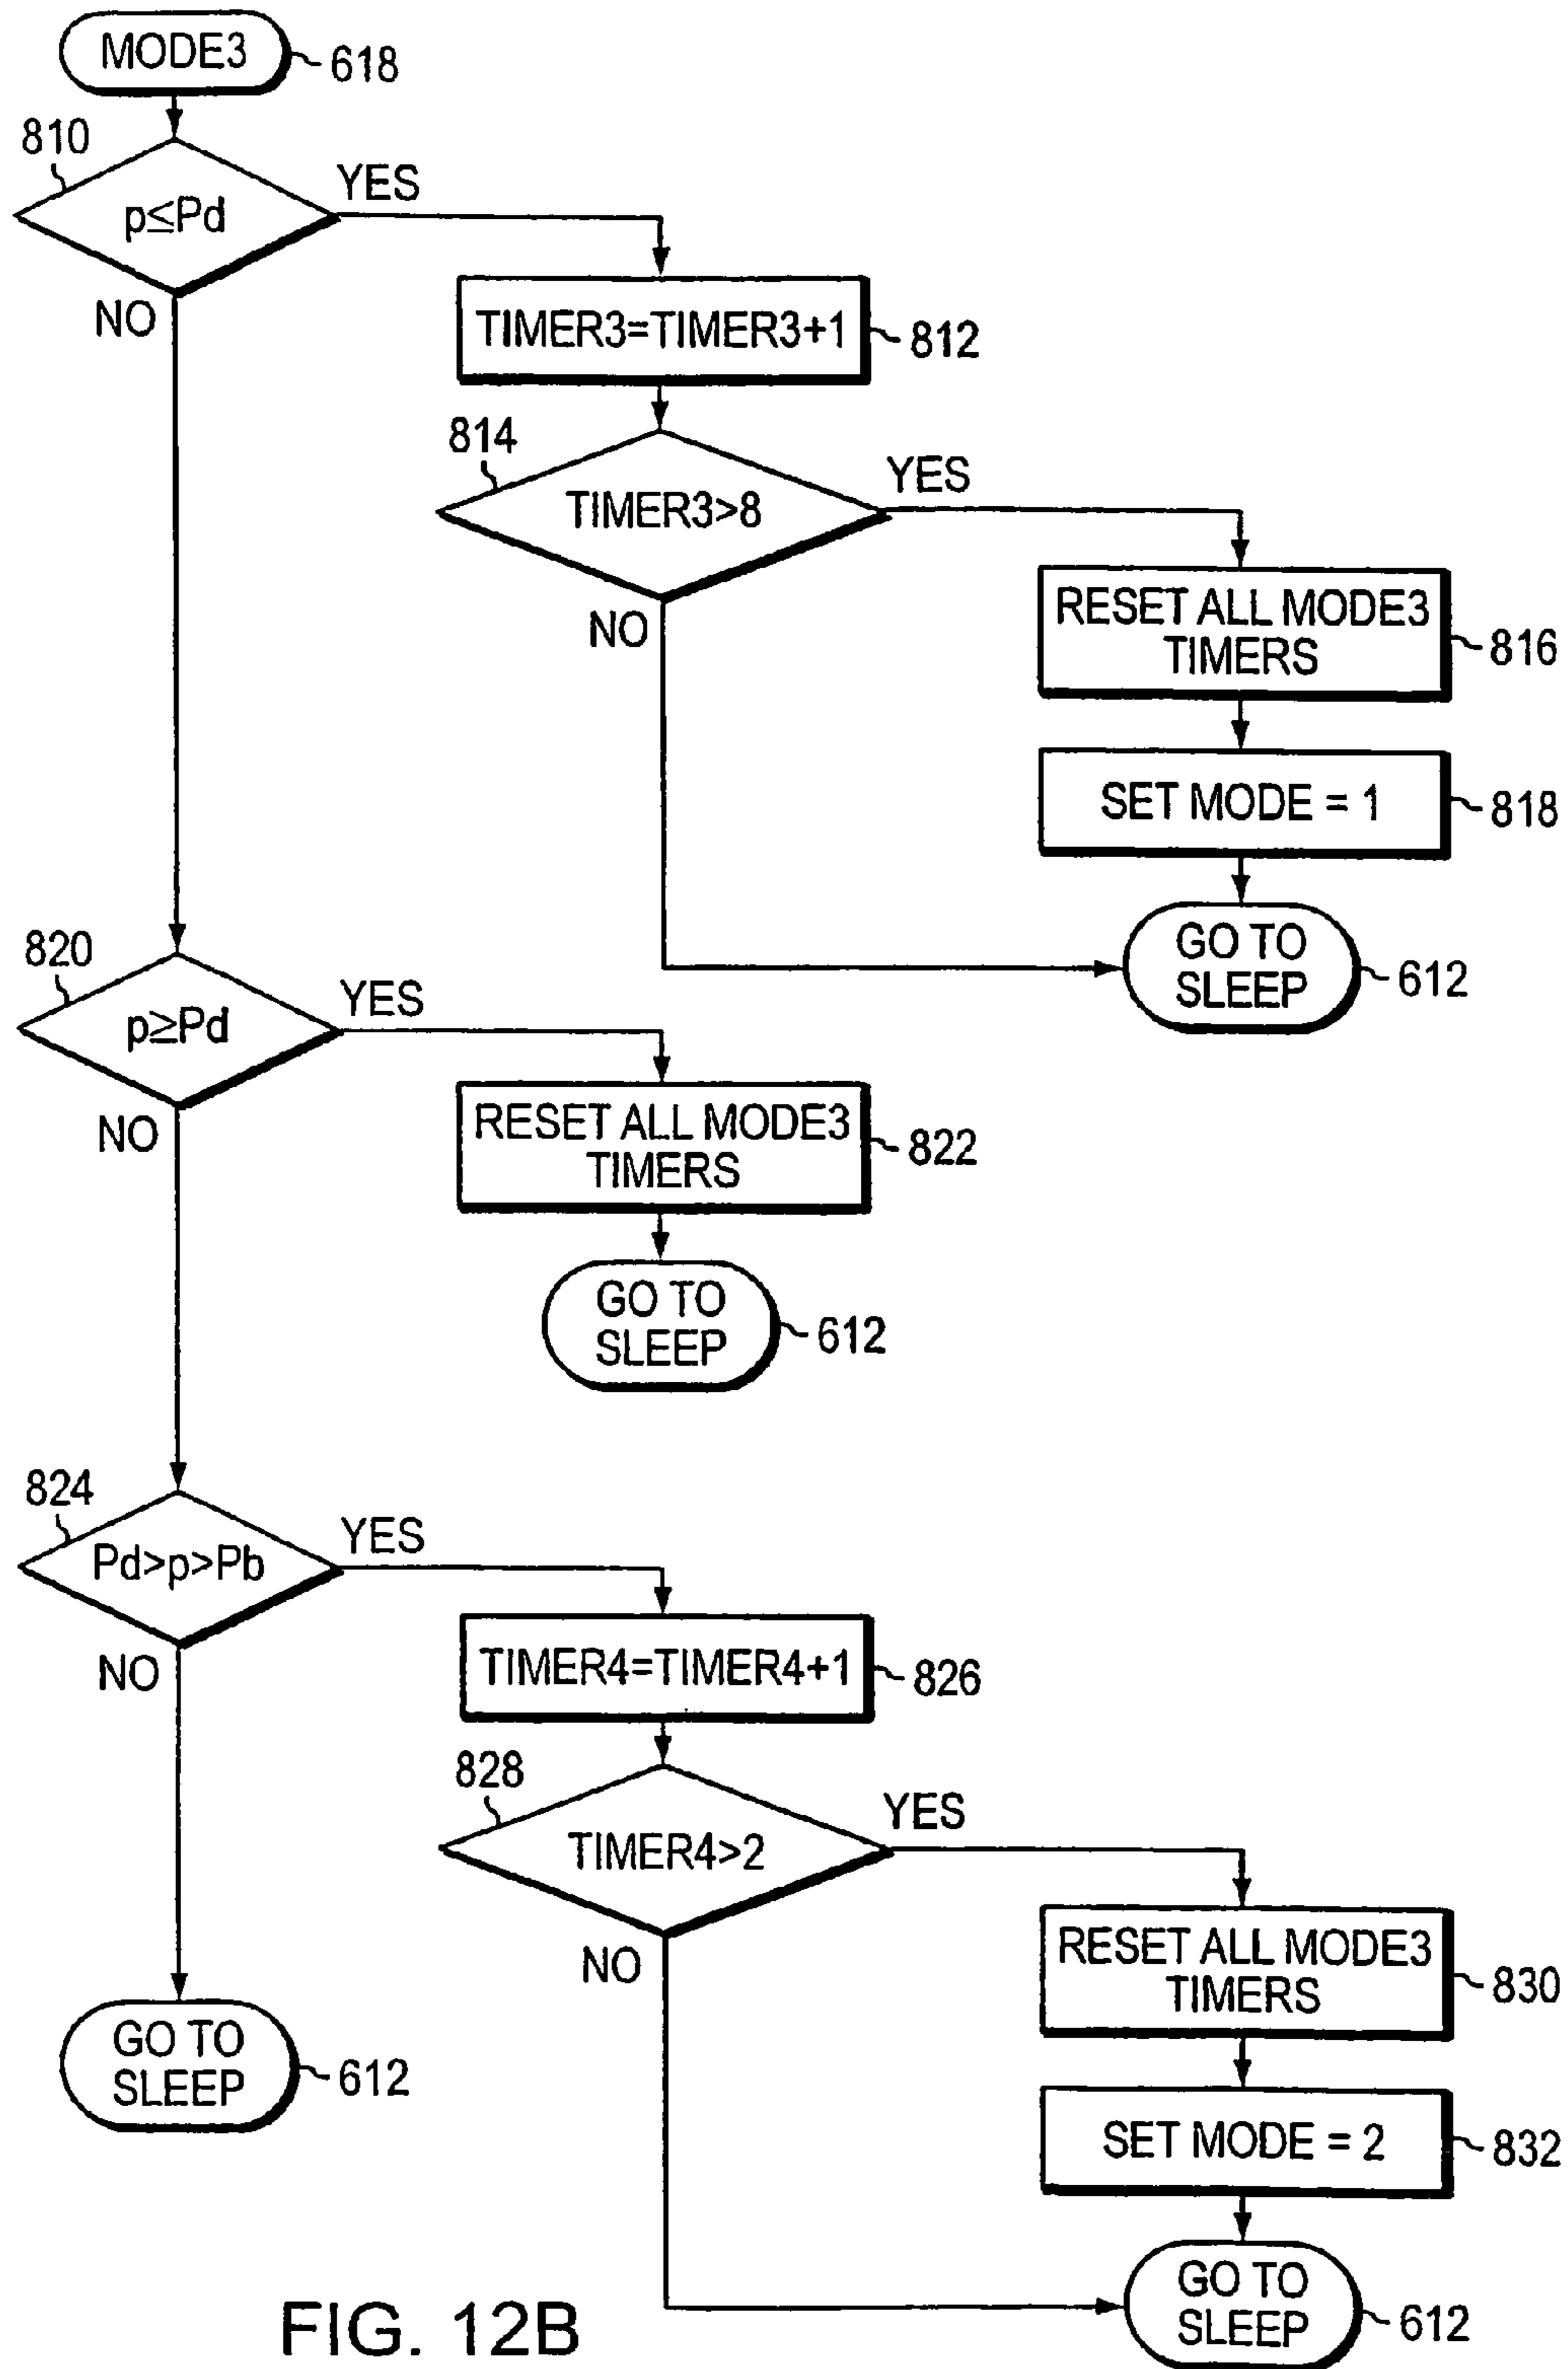 MODE3
618
810
p≤Pd
YES
NO
TIMER3=TIMER3+1
812
814
TIMER3>8
YES
NO
RESET ALL MODE3
TIMERS
816
SET MODE = 1
818
GO TO
SLEEP
612
820
p≥Pd
YES
NO
RESET ALL MODE3
TIMERS
822
GO TO
SLEEP
612
824
Pd>p>Pb
YES
NO
TIMER4=TIMER4+1
826
828
TIMER4>2
YES
NO
RESET ALL MODE3
TIMERS
830
GO TO
SLEEP
612
SET MODE = 2
832
GO TO
SLEEP
612
FIG. 12B